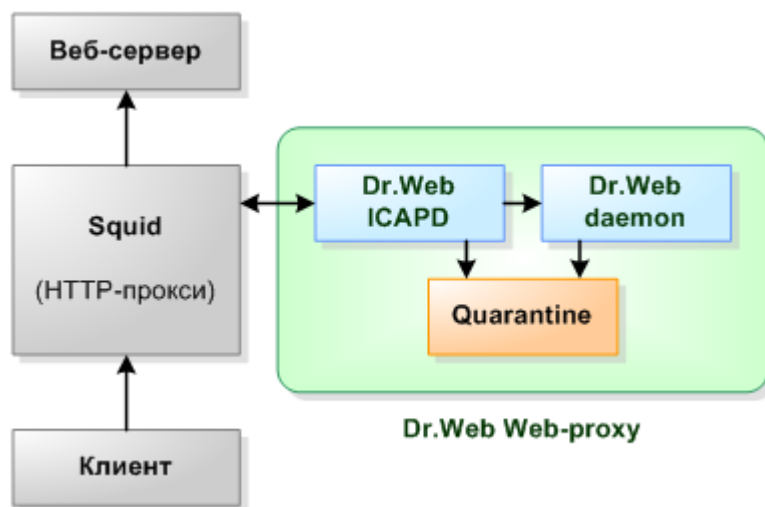 Веб-сервер
Squid
(HTTP-прокси)
Клиент
Dr.Web
ICAPD
Dr.Web
daemon
Quarantine
Dr.Web Web-proxy